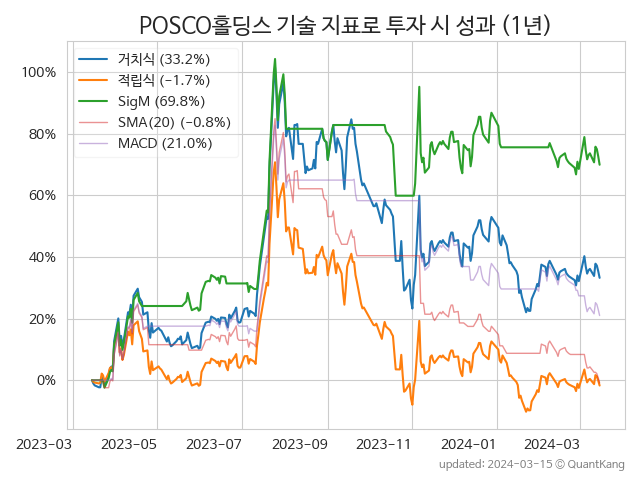 POSCO홀딩스 기술 지표로 투자 시 성과 (1년)
거치식 (33.2%)
적립식 (−1.7%)
SigM (69.8%)
SMA(20) (−0.8%)
MACD (21.0%)
100%
80%
60%
40%
20%
0%
2023-03 2023-05 2023-07 2023-09 2023-11 2024-01 2024-03
updated: 2024-03-15 © QuantKang